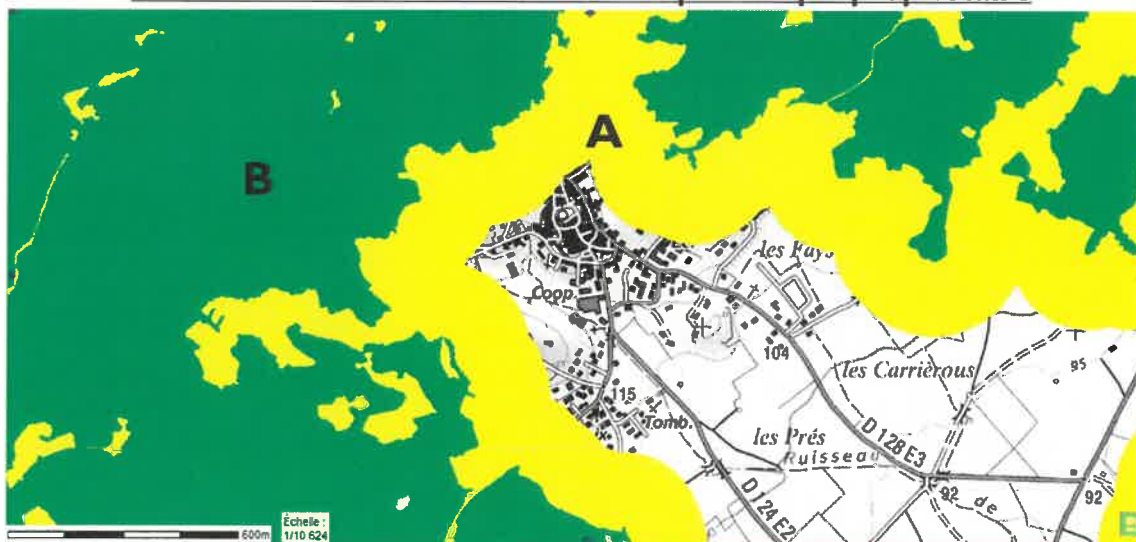 A
B
les Pays
Coop.
104
les Carrièrous
95
115
Tomb.
les Prés
Ruisseau
D 128 E3
92
92
de
D 124 E2
600m
Echelle :
1/10 624